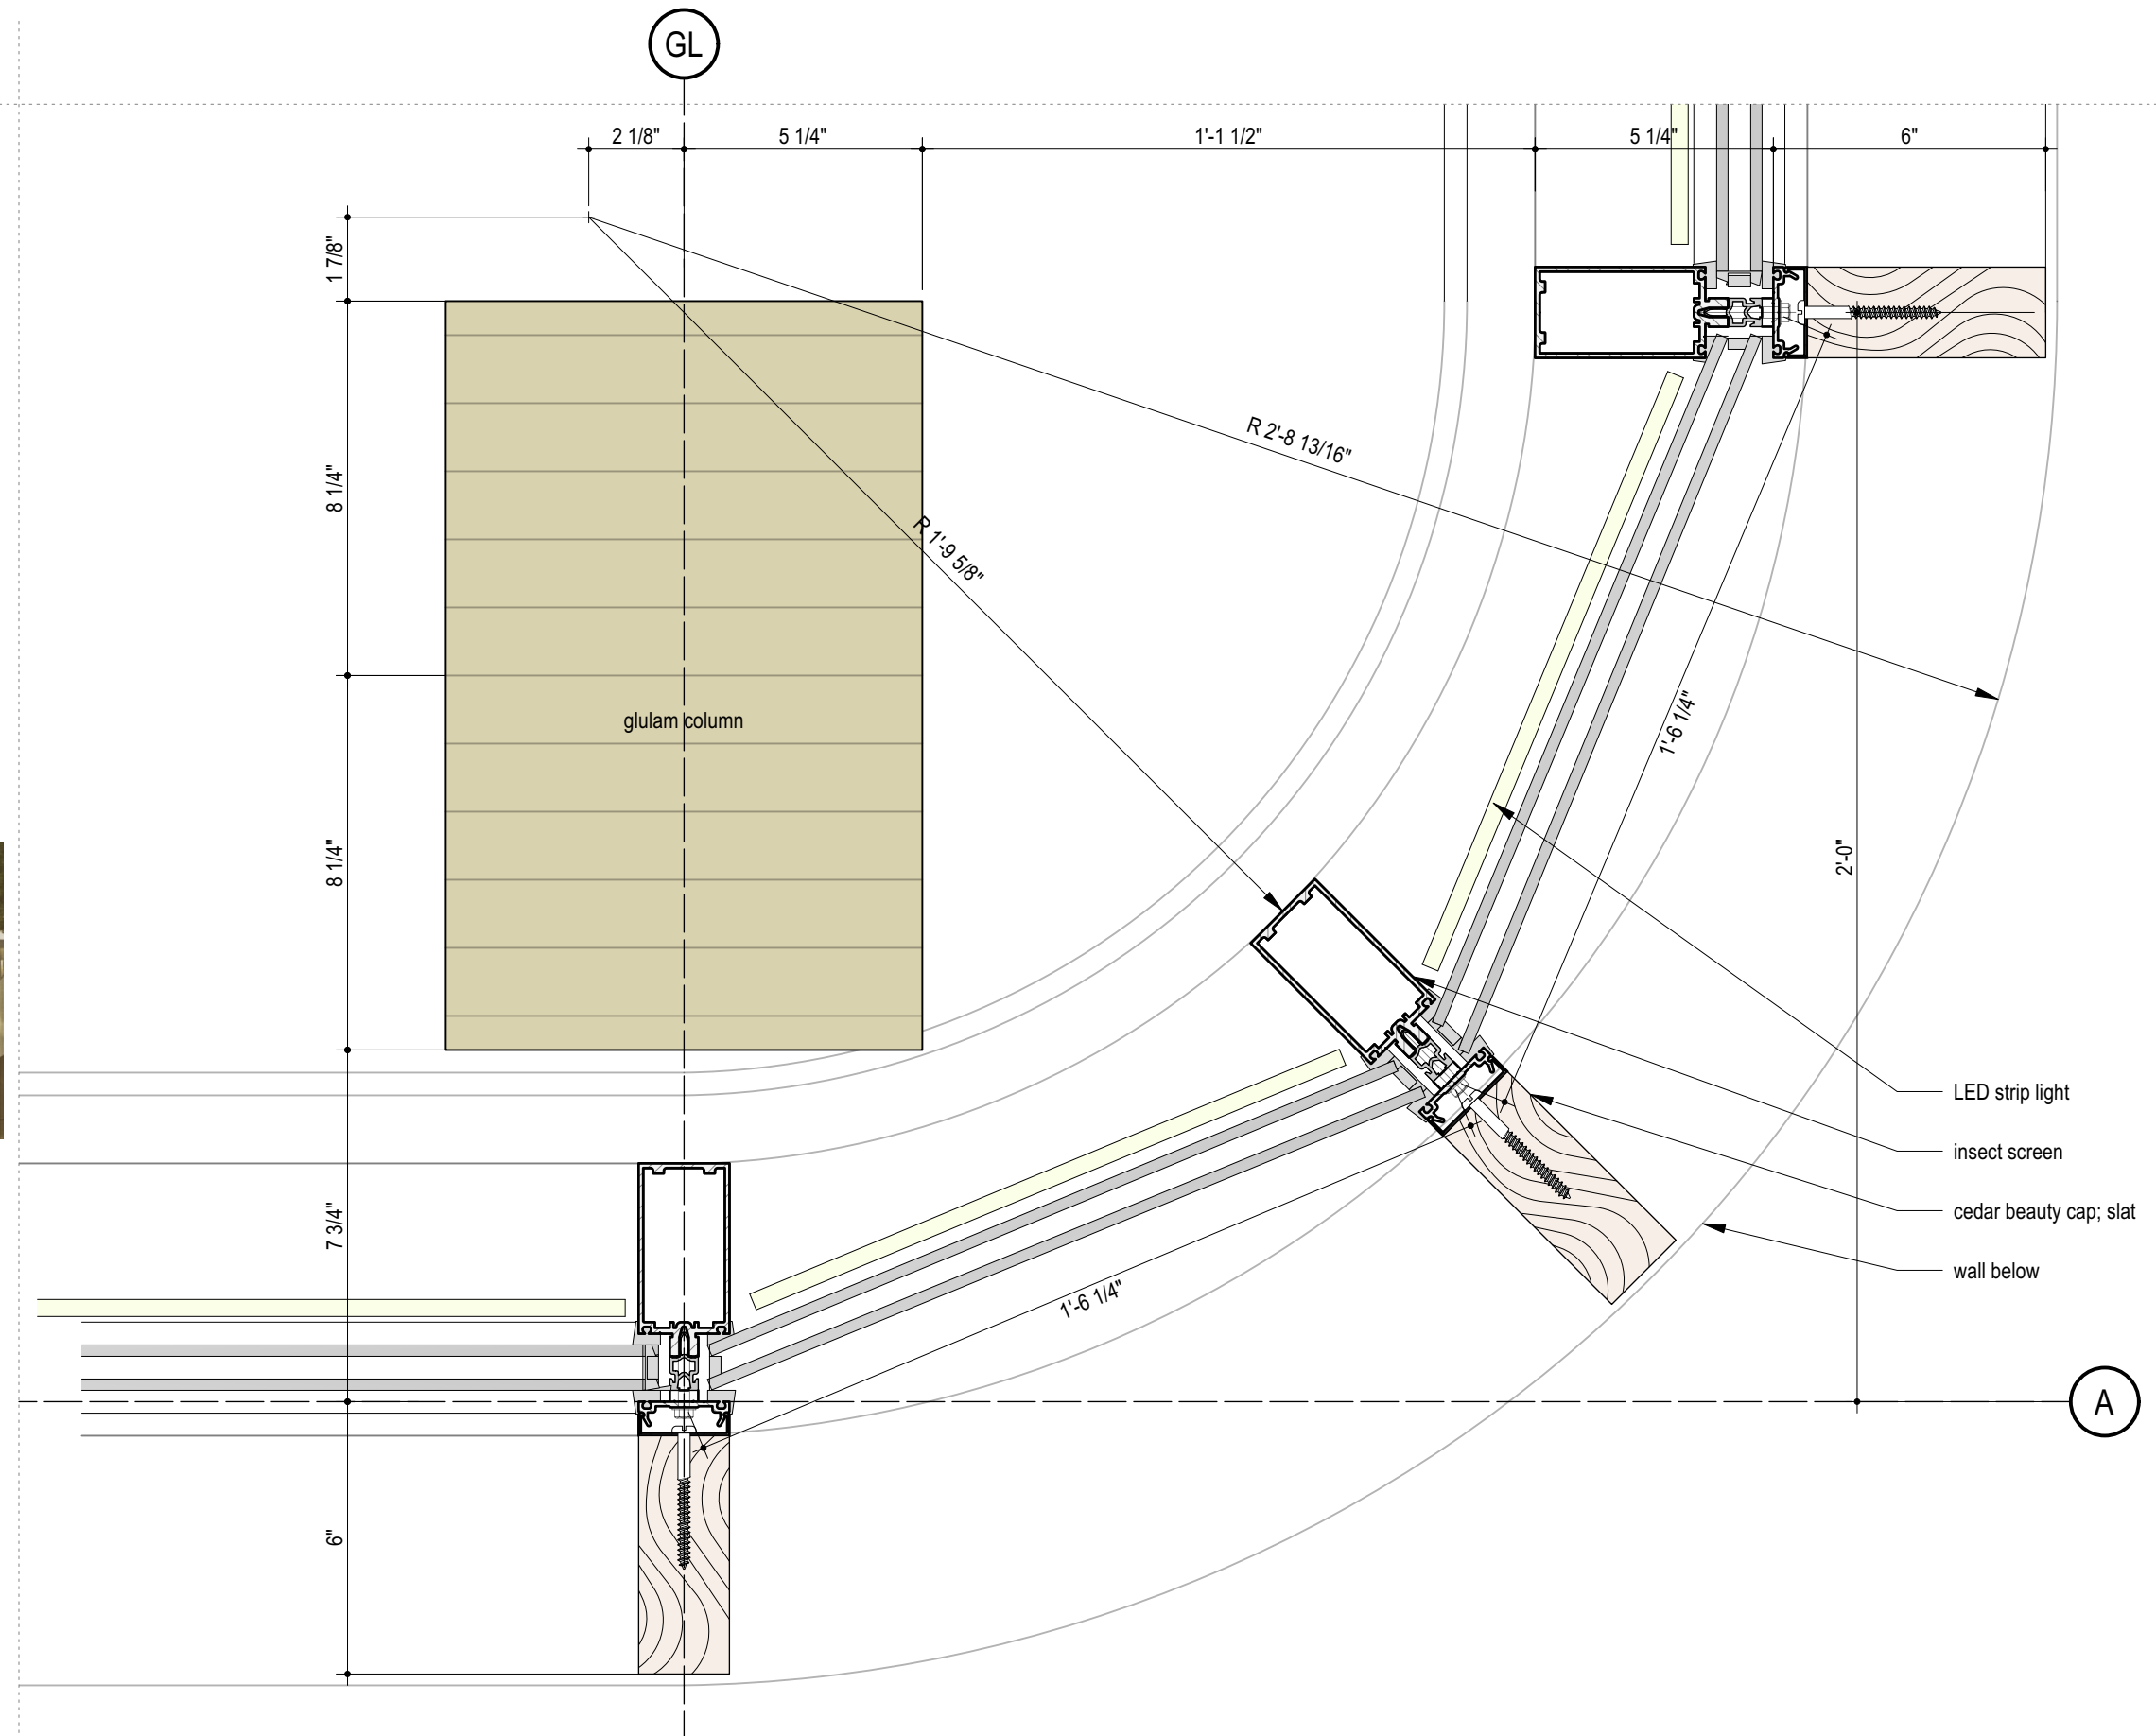 GL
2 1/8"
5 1/4"
1'-1 1/2"
5 1/4"
6"
1 7/8"
R 2'-8 13/16"
8 1/4"
R 1'-9 5/8"
1'-6 1/4"
glulam column
8 1/4"
2'-0"
LED strip light
insect screen
cedar beauty cap; slat
wall below
7 3/4"
1'-6 1/4"
A
6"